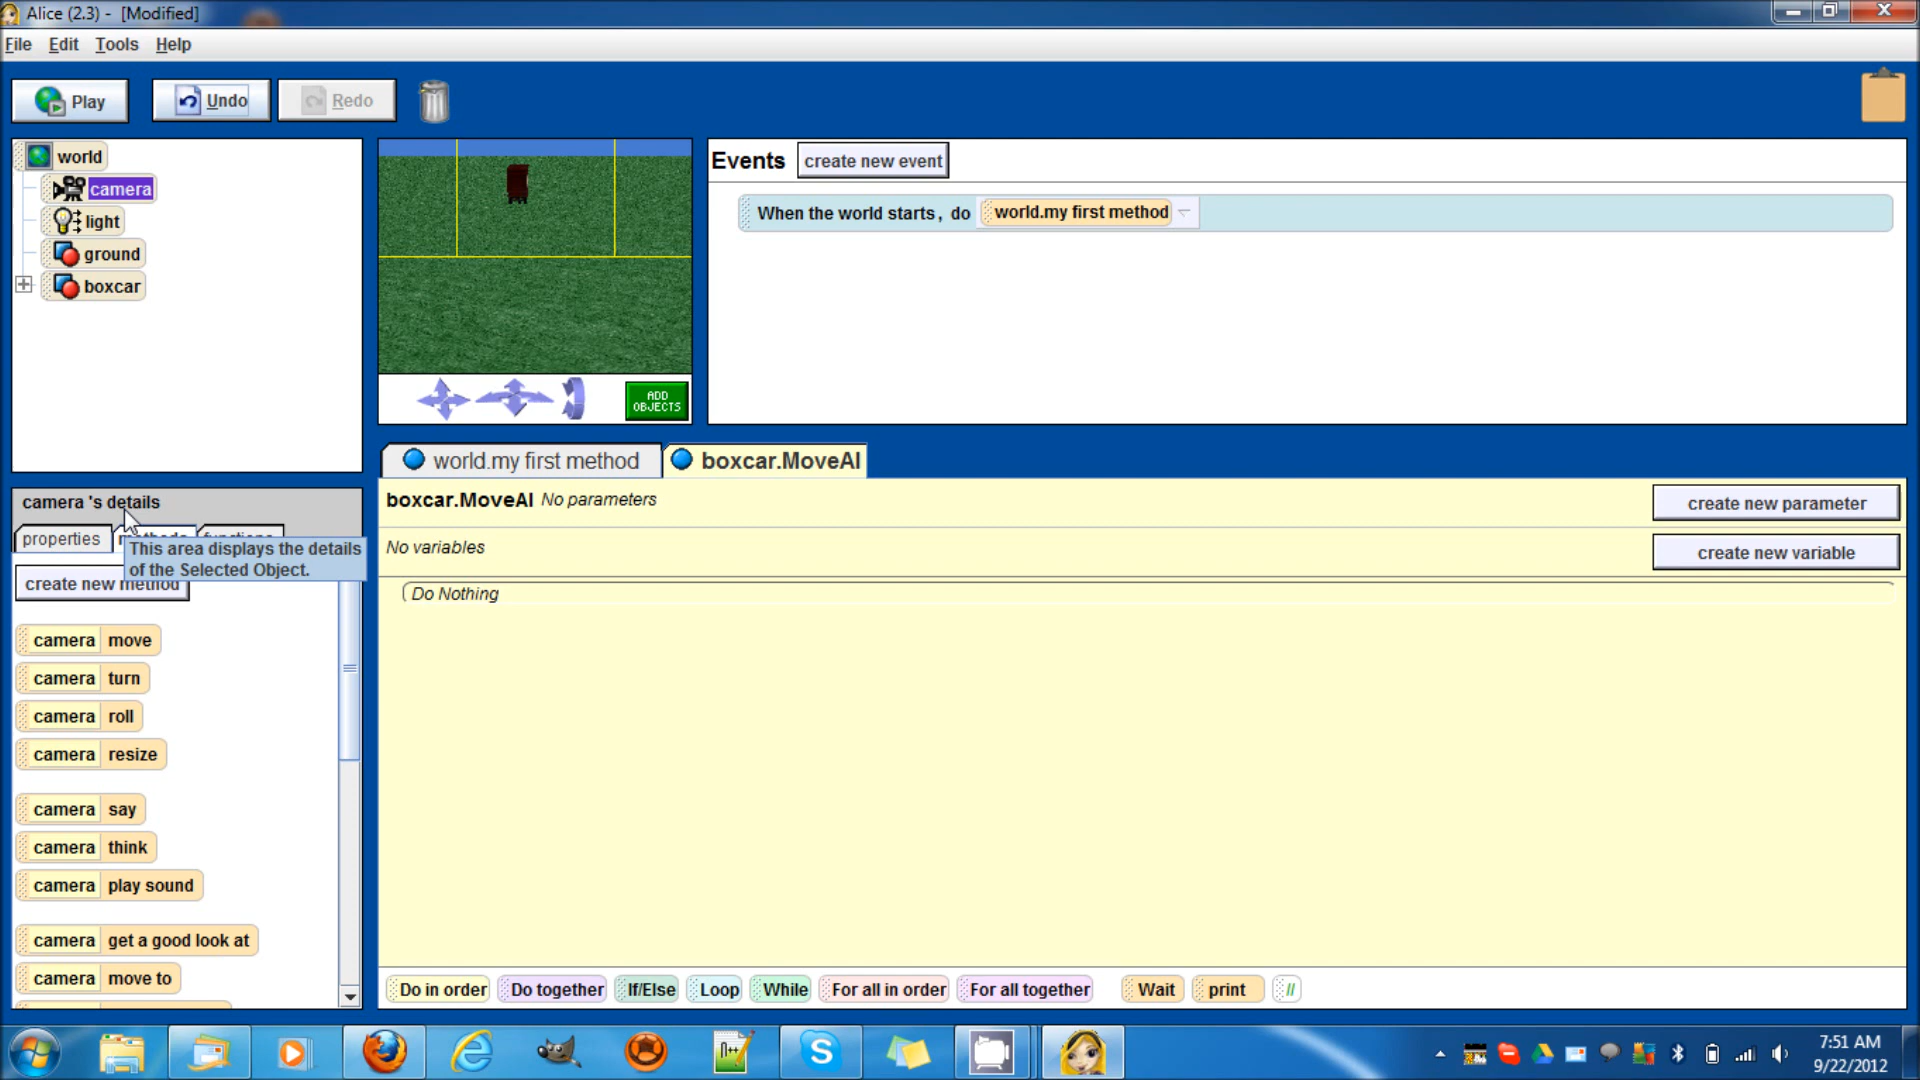 Alice (2.3) - [Modified]
File Edit Tools Help
Play Undo Redo
world
camera
light
ground
boxcar
ADD
OBJECTS
Events create new event
When the world starts, do world.my first method
camera 's details
properties methods functions
This area displays the details
of the Selected Object.
create new method
camera move
camera turn
camera roll
camera resize
camera say
camera think
camera play sound
camera get a good look at
camera move to
world.my first method boxcar.MoveAI
boxcar.MoveAI No parameters create new parameter
No variables create new variable
Do Nothing
Do in order Do together If/Else Loop While For all in order For all together Wait print //
7:51 AM
9/22/2012